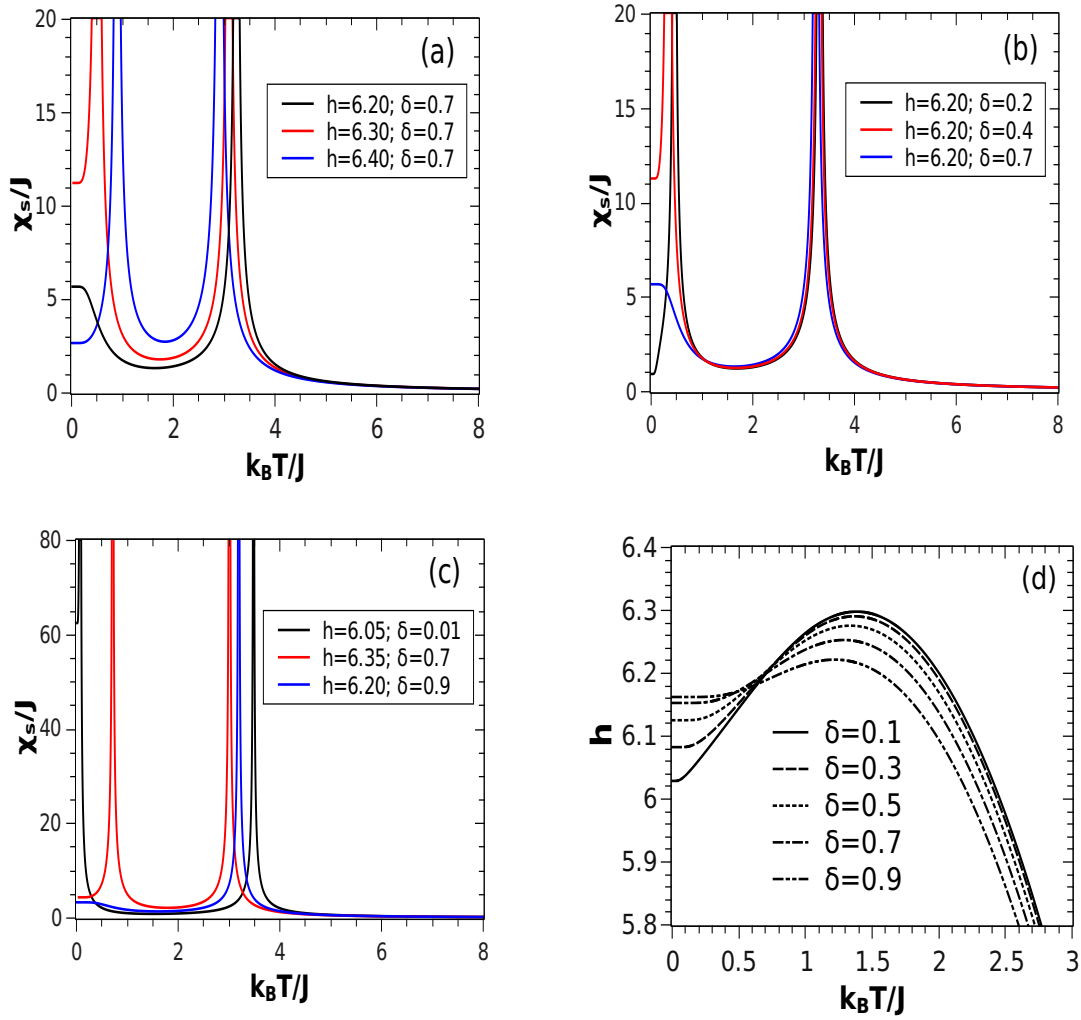 (a)
h=6.20; δ=0.7
h=6.30; δ=0.7
h=6.40; δ=0.7
20
15
10
5
0
χs/J
0 2 4 6 8
kBT/J
(b)
h=6.20; δ=0.2
h=6.20; δ=0.4
h=6.20; δ=0.7
20
15
10
5
0
χs/J
0 2 4 6 8
kBT/J
(c)
h=6.05; δ=0.01
h=6.35; δ=0.7
h=6.20; δ=0.9
80
60
40
20
0
χs/J
0 2 4 6 8
kBT/J
(d)
6.4
6.3
6.2
6.1
6
5.9
5.8
h
δ=0.1
δ=0.3
δ=0.5
δ=0.7
δ=0.9
0 0.5 1 1.5 2 2.5 3
kBT/J